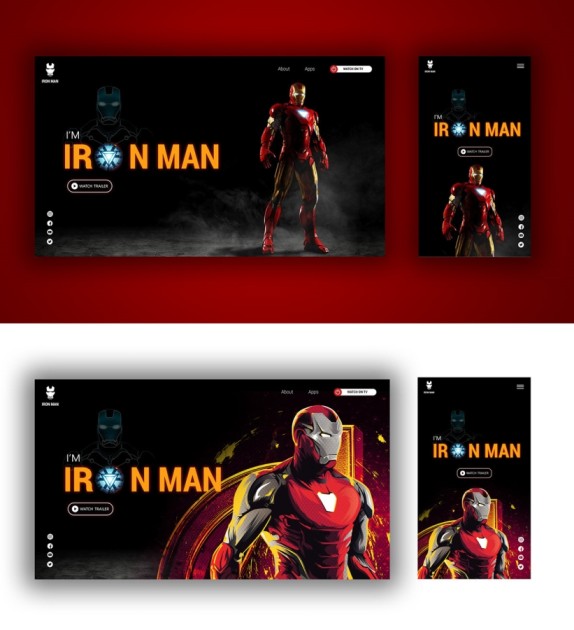 IRON MAN
About
Apps
WATCH ON TV
I'M
IR N MAN
WATCH TRAILER
IRON MAN
I'M
IR N MAN
WATCH TRAILER
IRON MAN
About
Apps
WATCH ON TV
I'M
IR N MAN
WATCH TRAILER
IRON MAN
I'M
IR N MAN
WATCH TRAILER